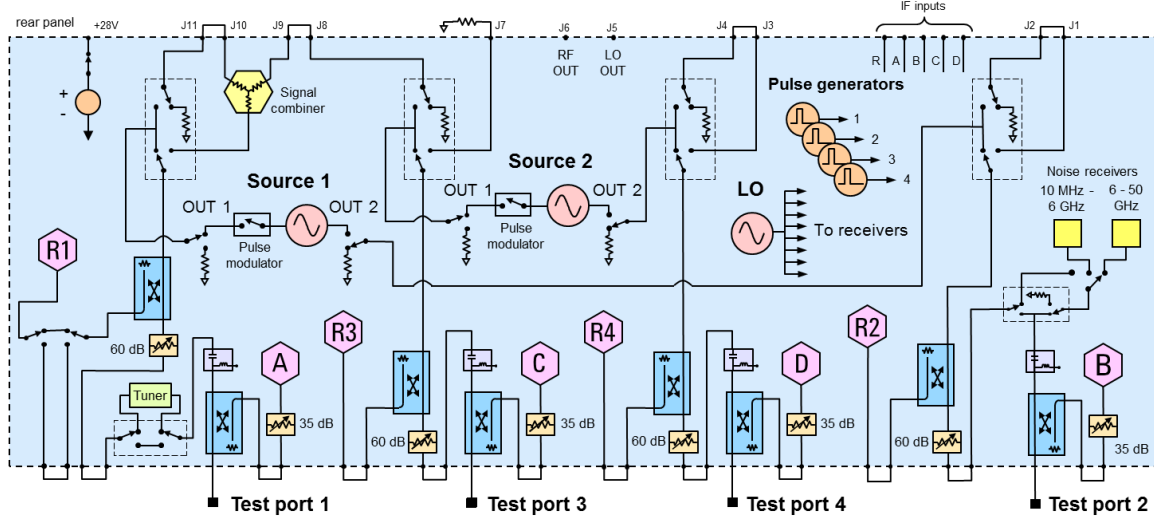 IF inputs
rear panel
+28V
J11
J10
J9
J8
J7
J6
J5
J4
J3
J2
J1
RF
OUT
LO
OUT
R
A
B
C
D
+
-
Signal
combiner
Pulse generators
1
2
3
4
Source 1
OUT 1
OUT 2
Pulse
modulator
Source 2
OUT 1
OUT 2
Pulse
modulator
LO
To receivers
Noise receivers
10 MHz -
6 GHz
6 - 50
GHz
R1
R3
R4
R2
60 dB
Tuner
A
35 dB
60 dB
C
35 dB
60 dB
D
35 dB
60 dB
B
35 dB
Test port 1
Test port 3
Test port 4
Test port 2